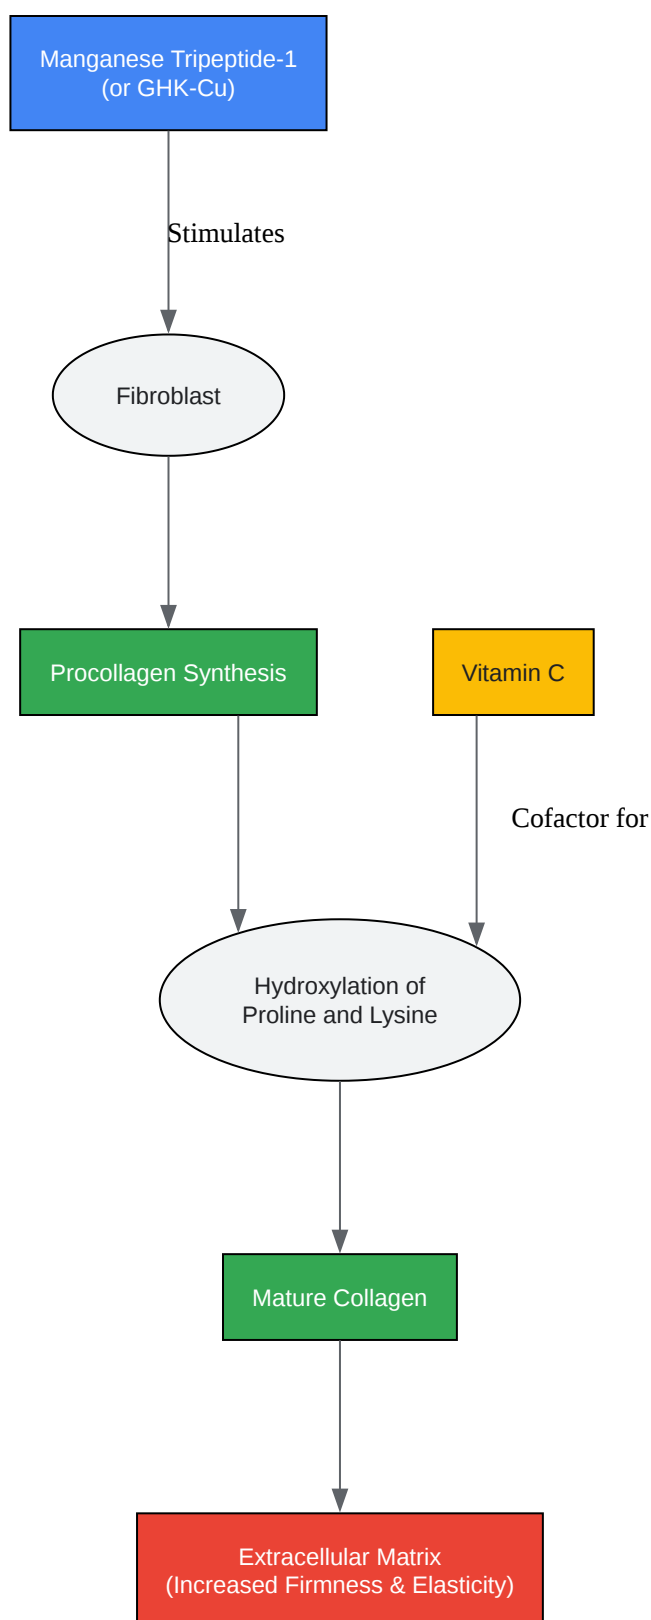 Manganese Tripeptide-1
(or GHK-Cu)
Stimulates
Fibroblast
Procollagen Synthesis
Vitamin C
Cofactor for
Hydroxylation of
Proline and Lysine
Mature Collagen
Extracellular Matrix
(Increased Firmness & Elasticity)